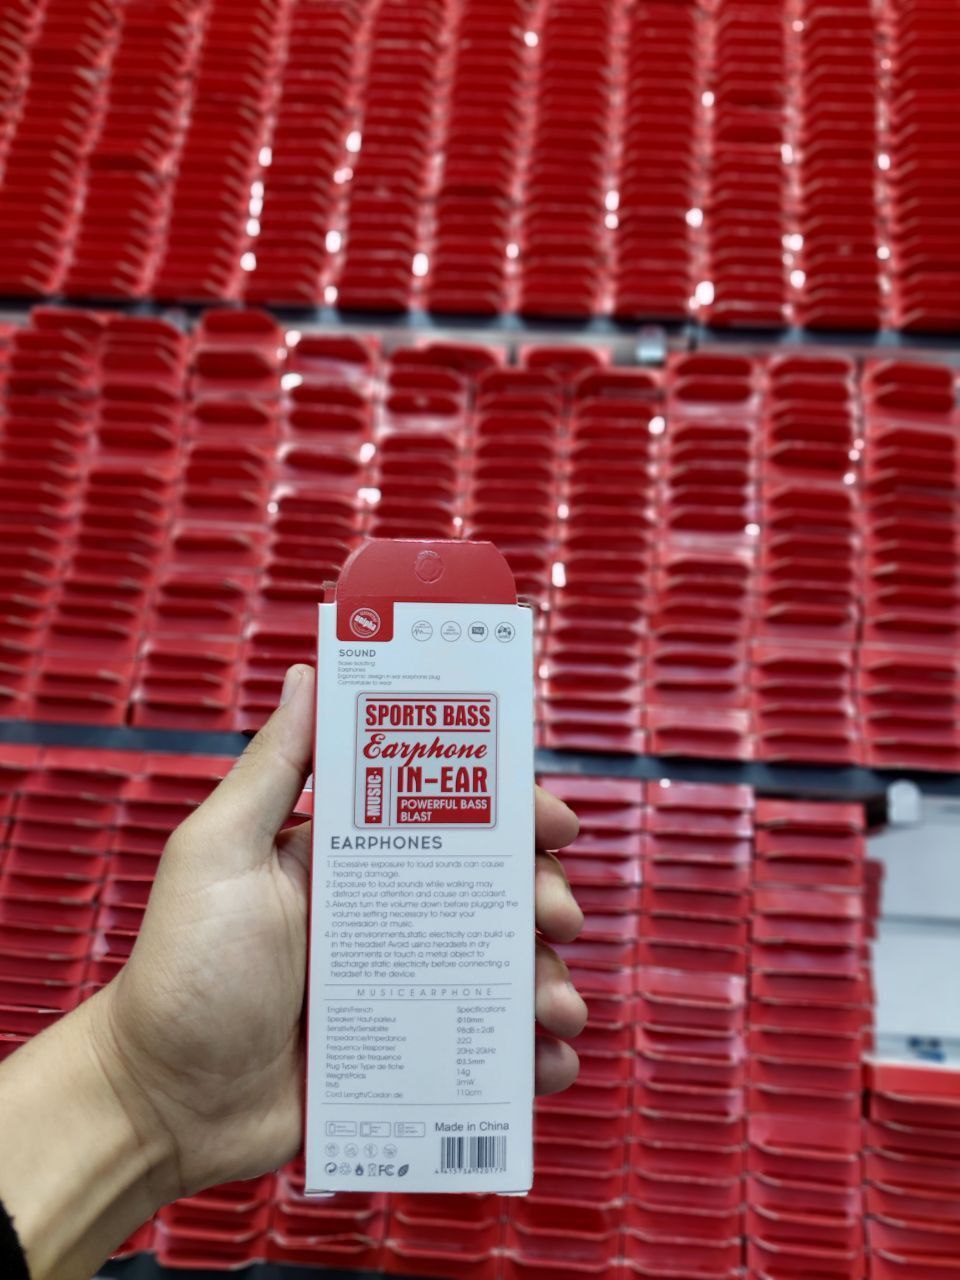 unipha
SOUND
Noise isolating
Earphones
Ergonomic design in ear earphone plug
Comfortable to wear
SPORTS BASS
Earphone
·MUSIC·
IN-EAR
POWERFUL BASS
BLAST
EARPHONES
1.Excessive exposure to loud sounds can cause
hearing damage.
2.Exposure to loud sounds while walking may
distract your attention and cause an accident.
3.Always turn the volume down before plugging the
volume setting necessary to hear your
conversaion or music.
4.In dry environments,static electricity can build up
in the headset Avoid using headsets in dry
environments or touch a metal object to
discharge static electricity before connecting a
headset to the device.
MUSICEARPHONE
English/French Specifications
Speaker/ Haut-parleur Φ10mm
Sensitivity/Sensibilite 98dB±2dB
Impedance/Impedance 32Ω
Frequency Response/ 20Hz-20kHz
Reponse de frequence
Plug Type/ Type de fiche Φ3.5mm
Weight/Poids 14g
RMS 3mW
Cord Length/Cordon de 110cm
Made in China
FC